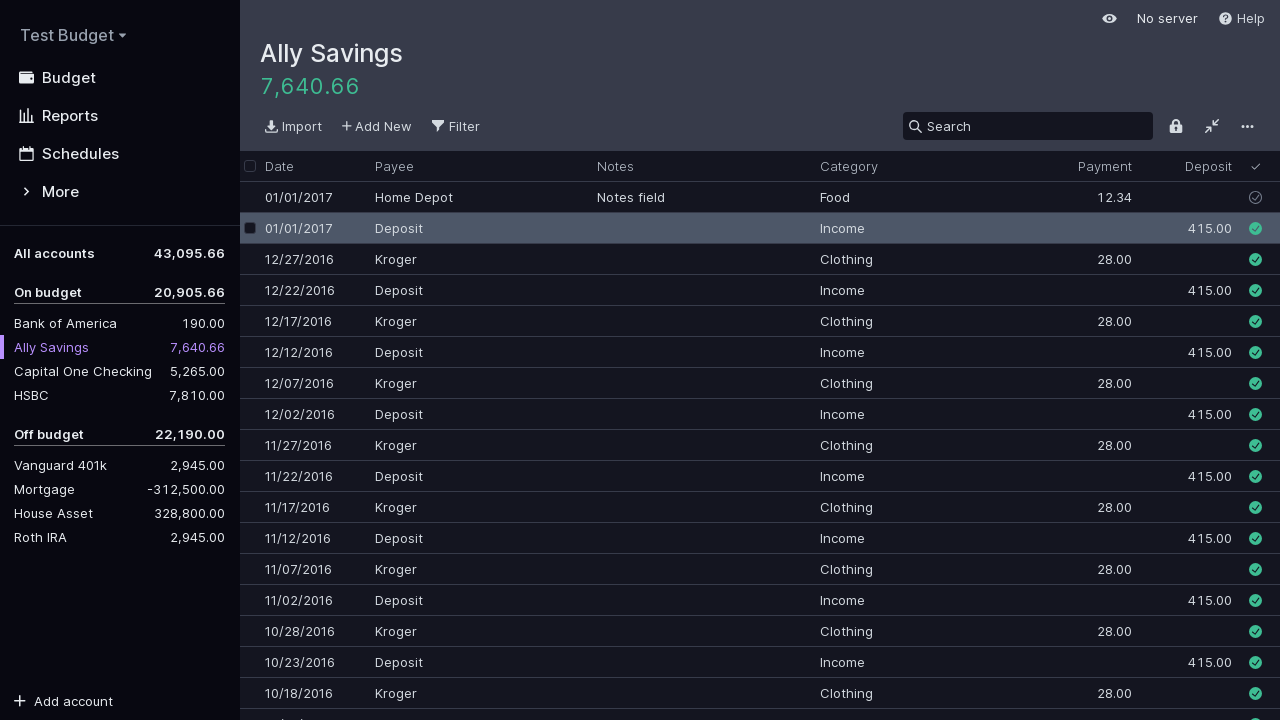 Test Budget
Budget
Reports
Schedules
More
All accounts 43,095.66
On budget 20,905.66
Bank of America 190.00
Ally Savings 7,640.66
Capital One Checking 5,265.00
HSBC 7,810.00
Off budget 22,190.00
Vanguard 401k 2,945.00
Mortgage -312,500.00
House Asset 328,800.00
Roth IRA 2,945.00
Add account
No server Help
Ally Savings
7,640.66
Import Add New Filter Search
Date Payee Notes Category Payment Deposit
01/01/2017 Home Depot Notes field Food 12.34
01/01/2017 Deposit Income 415.00
12/27/2016 Kroger Clothing 28.00
12/22/2016 Deposit Income 415.00
12/17/2016 Kroger Clothing 28.00
12/12/2016 Deposit Income 415.00
12/07/2016 Kroger Clothing 28.00
12/02/2016 Deposit Income 415.00
11/27/2016 Kroger Clothing 28.00
11/22/2016 Deposit Income 415.00
11/17/2016 Kroger Clothing 28.00
11/12/2016 Deposit Income 415.00
11/07/2016 Kroger Clothing 28.00
11/02/2016 Deposit Income 415.00
10/28/2016 Kroger Clothing 28.00
10/23/2016 Deposit Income 415.00
10/18/2016 Kroger Clothing 28.00